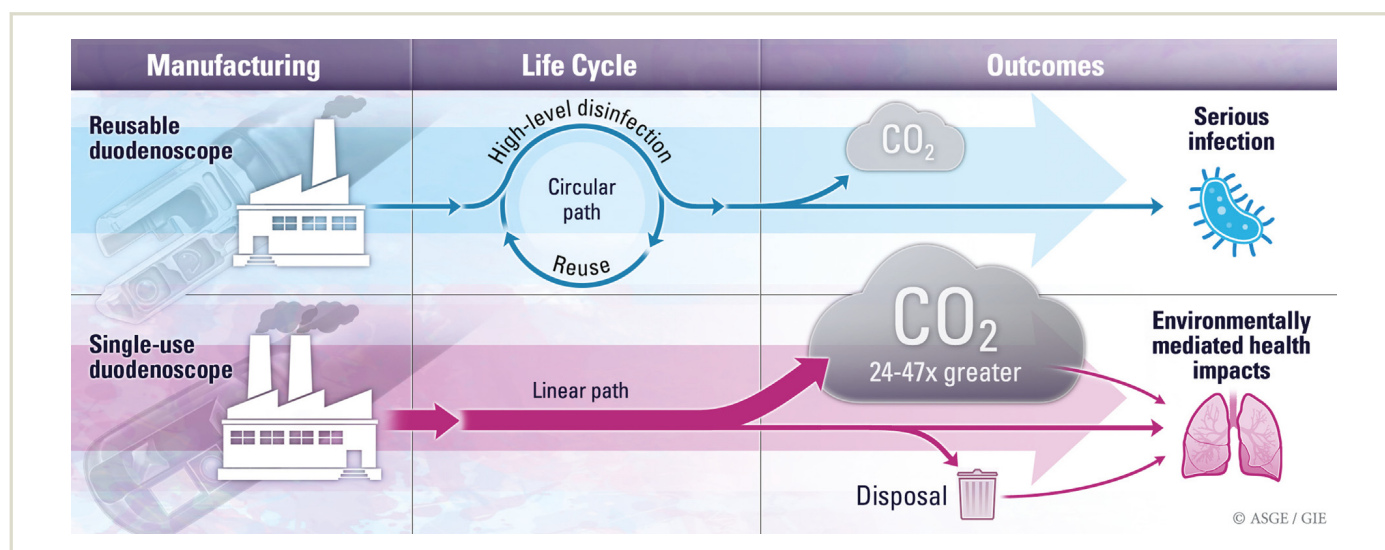 Manufacturing
Life Cycle
Outcomes
Reusable
duodenoscope
High-level disinfection
Circular
path
Reuse
CO₂
Serious
infection
Single-use
duodenoscope
Linear path
CO₂
24-47x greater
Disposal
Environmentally
mediated health
impacts
© ASGE / GIE